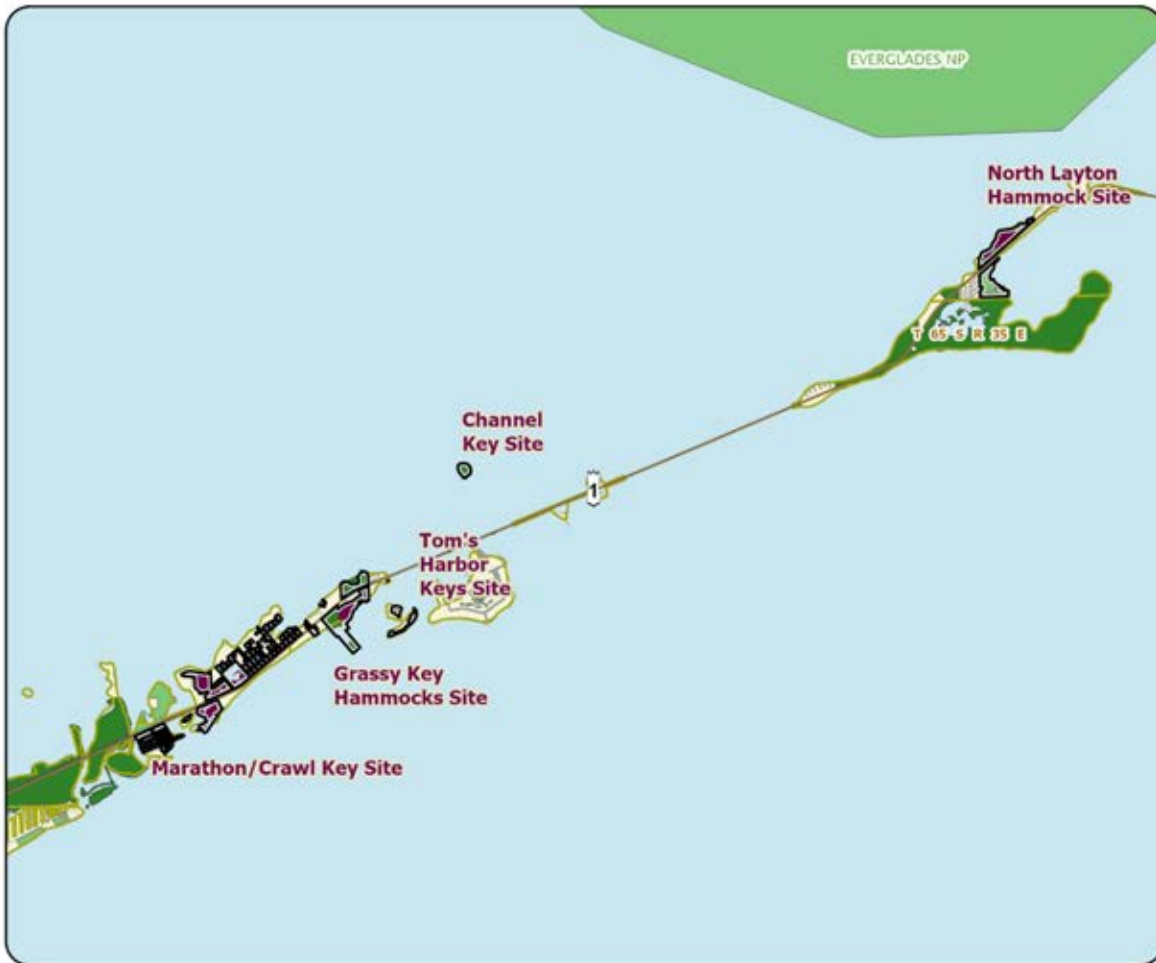 EVERGLADES NP
North Layton
Hammock Site
T 65 S R 35 E
Channel
Key Site
1
Tom's
Harbor
Keys Site
Grassy Key
Hammocks Site
Marathon/Crawl Key Site